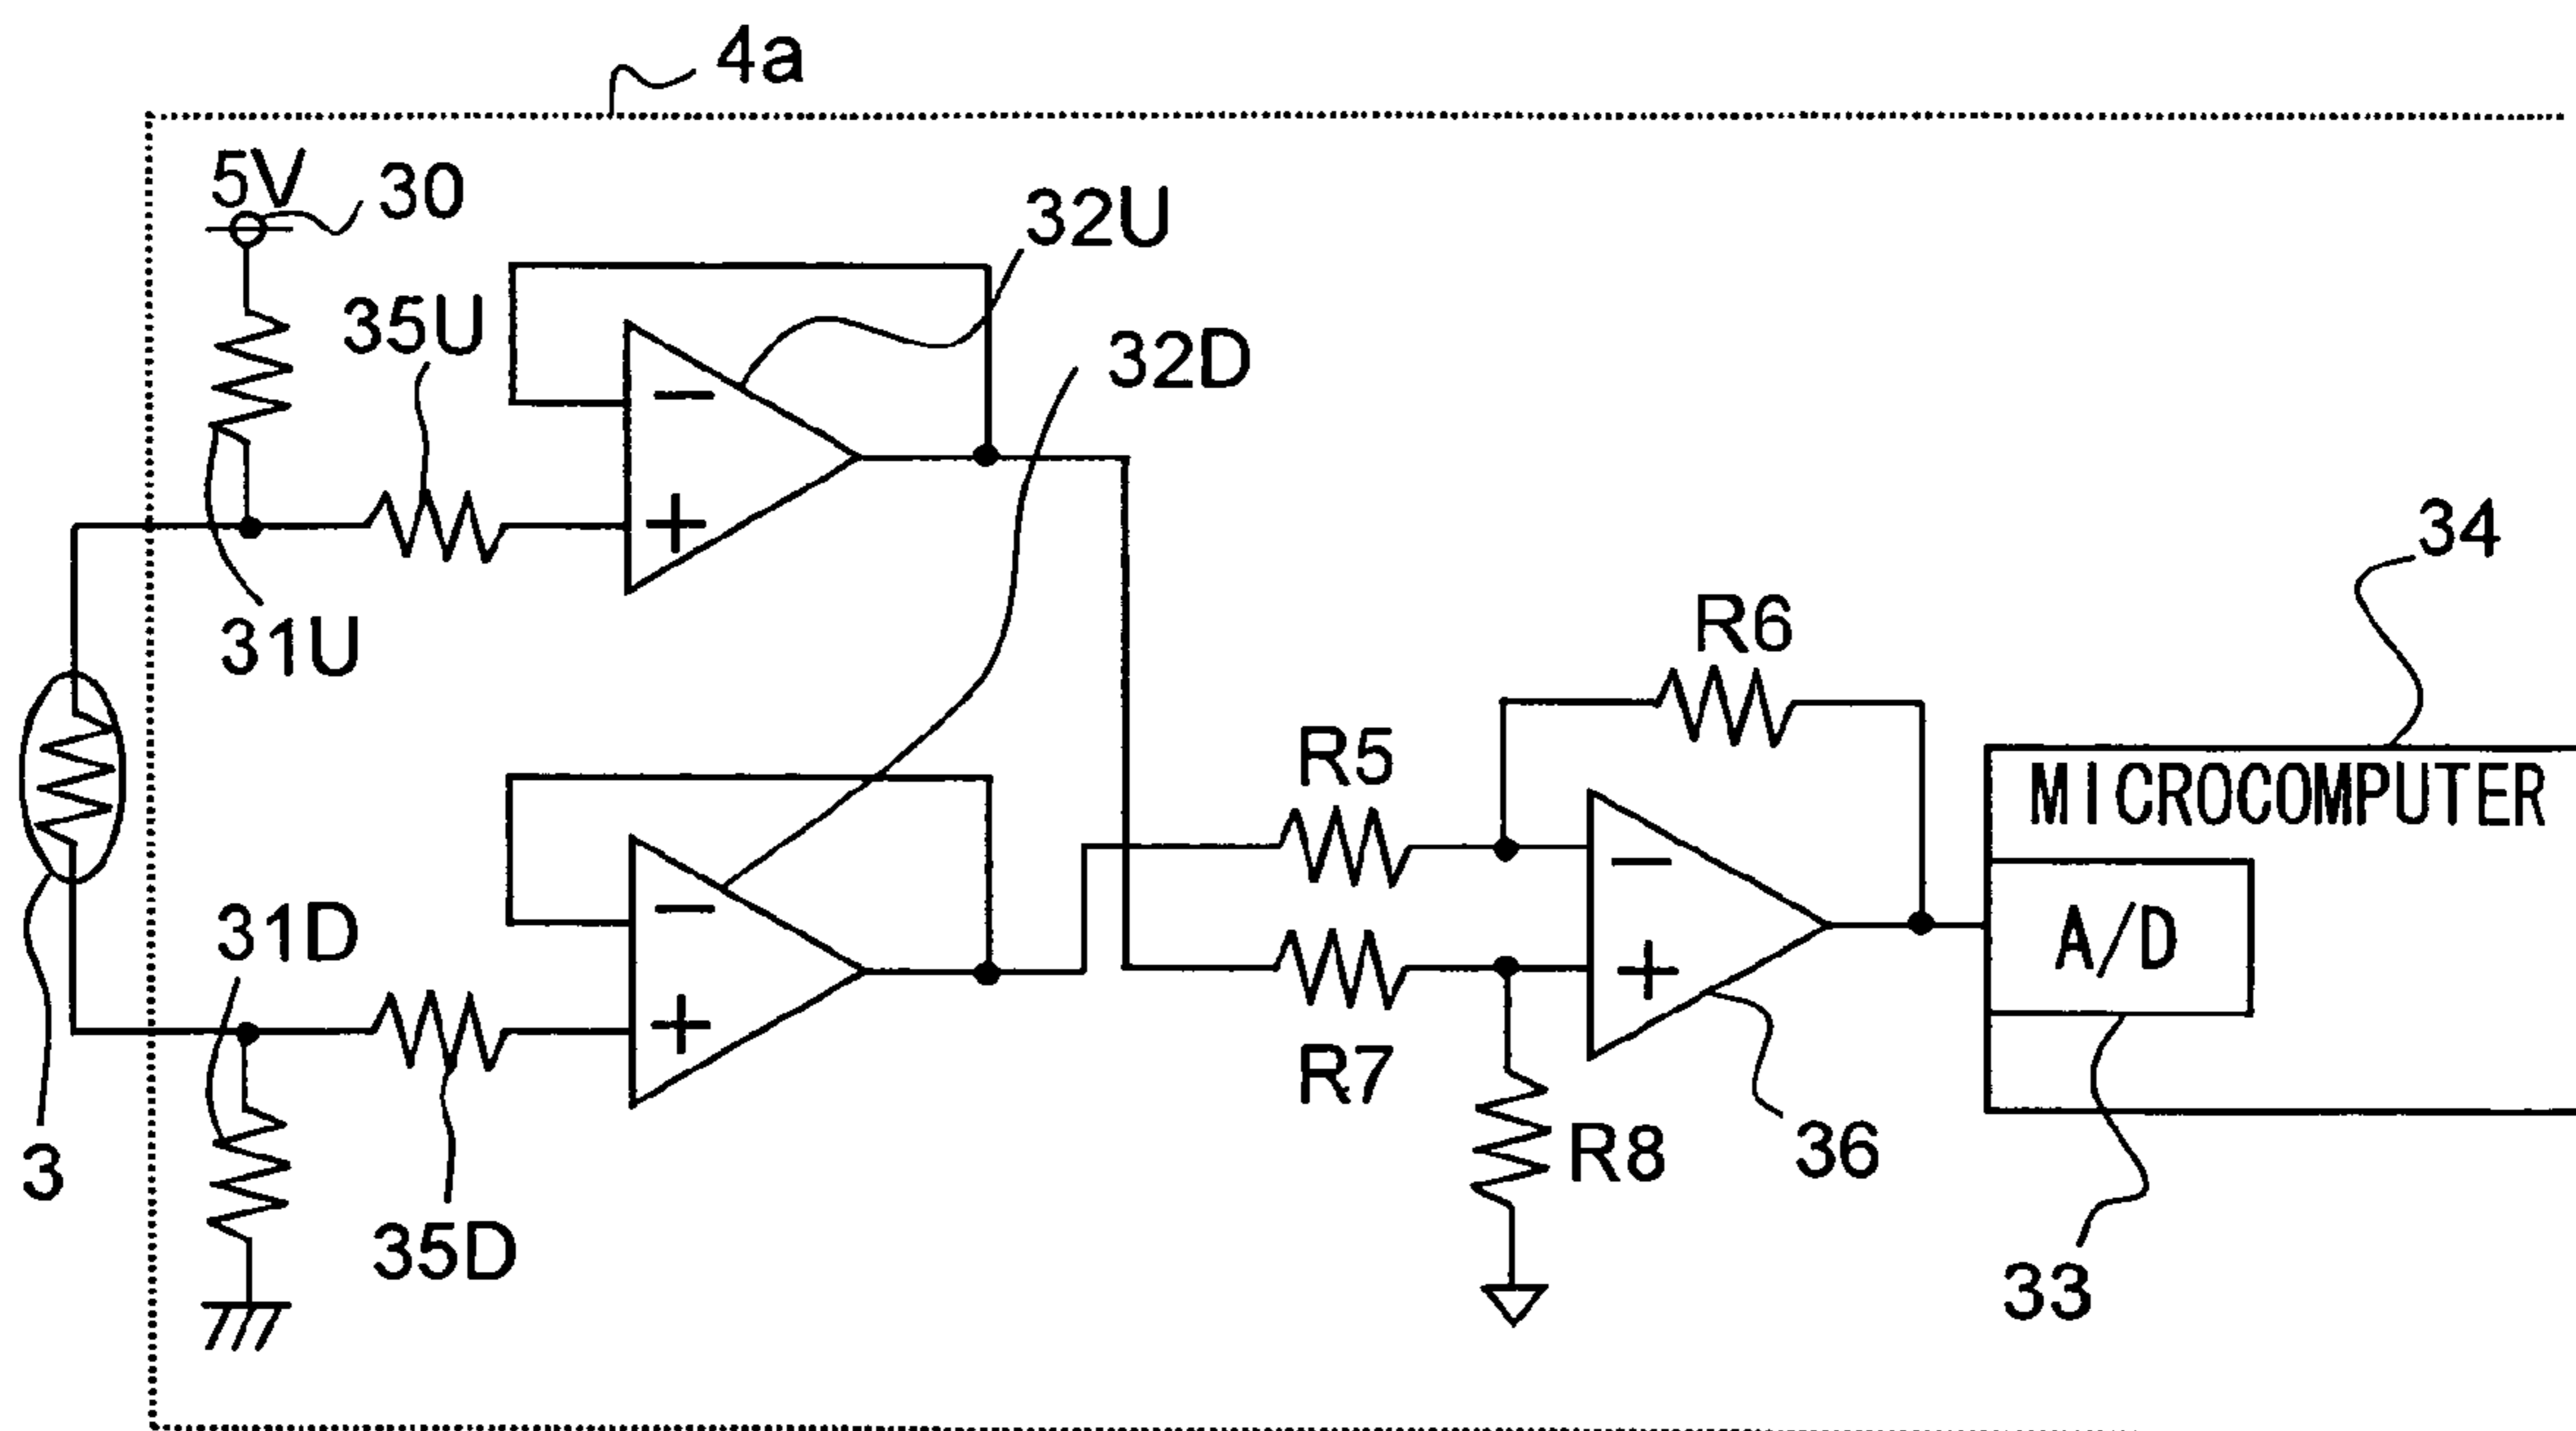 4a
5V
30
32U
35U
32D
34
R6
31U
R5
MICROCOMPUTER
31D
A/D
R7
R8
36
3
35D
33
−
+
−
+
−
+